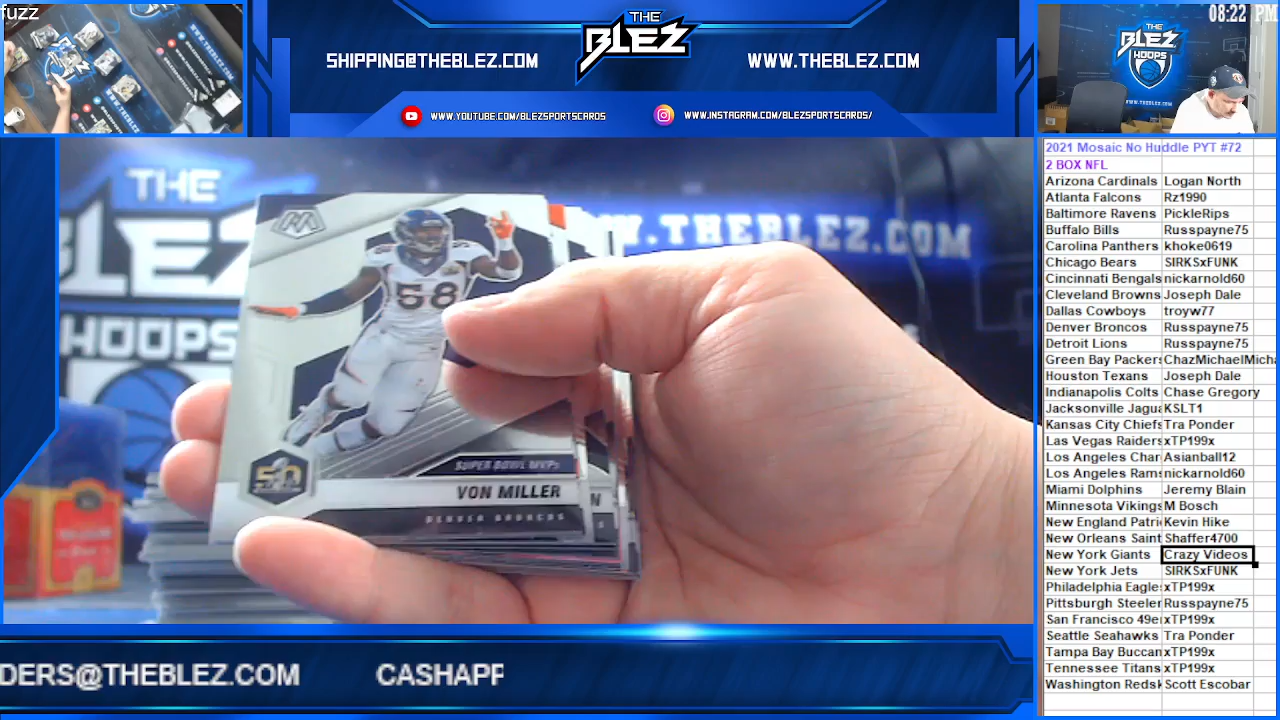 fuzz
SHIPPING@THEBLEZ.COM
THE
BLEZ
WWW.THEBLEZ.COM
WWW.YOUTUBE.COM/BLEZSPORTSCARDS
WWW.INSTAGRAM.COM/BLEZSPORTSCARDS/
08:22 PM
THE
BLEZ
HOOPS
WWW.THEBLEZ.COM
THE
HOOPS
W.THEBLEZ.COM
58
50
SUPER BOWL MVPs
VON MILLER
DENVER BRONCOS
DERS@THEBLEZ.COM CASHAPP
2021 Mosaic No Huddle PYT #72
2 BOX NFL
Arizona Cardinals Logan North
Atlanta Falcons Rz1990
Baltimore Ravens PickleRips
Buffalo Bills Russpayne75
Carolina Panthers khoke0619
Chicago Bears SIRKSxFUNK
Cincinnati Bengals nickarnold60
Cleveland Browns Joseph Dale
Dallas Cowboys troyw77
Denver Broncos Russpayne75
Detroit Lions Russpayne75
Green Bay Packers ChazMichaelMicha
Houston Texans Joseph Dale
Indianapolis Colts Chase Gregory
Jacksonville Jagua KSLT1
Kansas City Chiefs Tra Ponder
Las Vegas Raiders xTP199x
Los Angeles Char Asianball12
Los Angeles Rams nickarnold60
Miami Dolphins Jeremy Blain
Minnesota Vikings M Bosch
New England Patri Kevin Hike
New Orleans Saint Shaffer4700
New York Giants Crazy Videos
New York Jets SIRKSxFUNK
Philadelphia Eagle xTP199x
Pittsburgh Steeler Russpayne75
San Francisco 49e xTP199x
Seattle Seahawks Tra Ponder
Tampa Bay Buccan xTP199x
Tennessee Titans xTP199x
Washington Redsk Scott Escobar